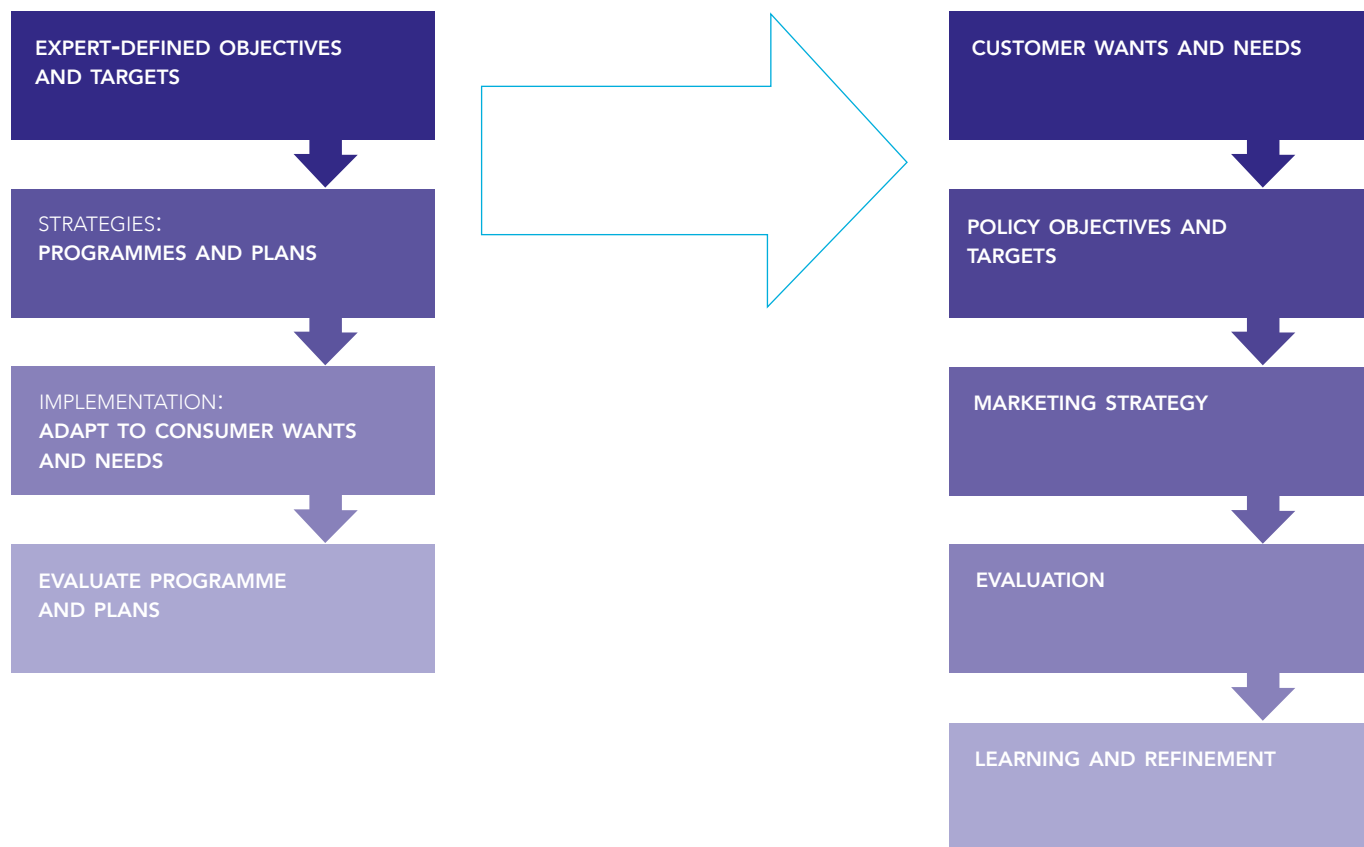 EXPERT-DEFINED OBJECTIVES
AND TARGETS
STRATEGIES:
PROGRAMMES AND PLANS
IMPLEMENTATION:
ADAPT TO CONSUMER WANTS
AND NEEDS
EVALUATE PROGRAMME
AND PLANS
CUSTOMER WANTS AND NEEDS
POLICY OBJECTIVES AND
TARGETS
MARKETING STRATEGY
EVALUATION
LEARNING AND REFINEMENT